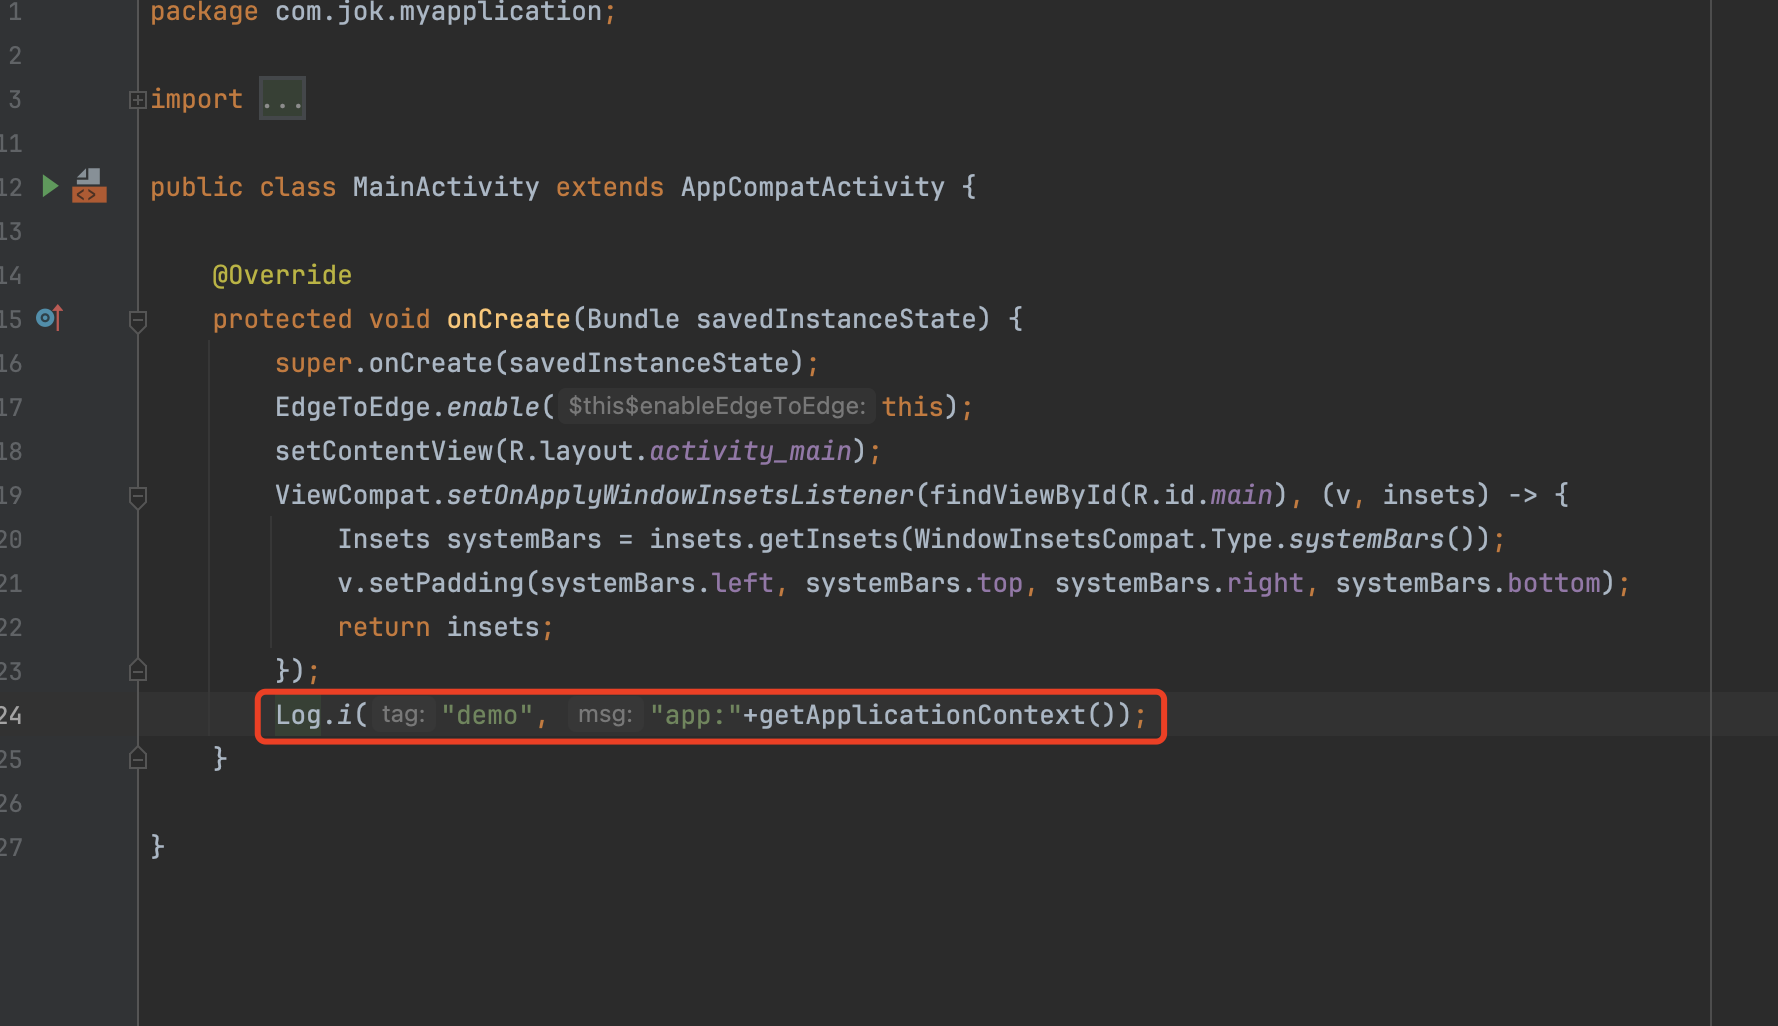 1 package com.jok.myapplication;
2
3 import ...
11
12 public class MainActivity extends AppCompatActivity {
13
14 @Override
15 protected void onCreate(Bundle savedInstanceState) {
16 super.onCreate(savedInstanceState);
17 EdgeToEdge.enable( $this$enableEdgeToEdge: this);
18 setContentView(R.layout.activity_main);
19 ViewCompat.setOnApplyWindowInsetsListener(findViewById(R.id.main), (v, insets) -> {
20 Insets systemBars = insets.getInsets(WindowInsetsCompat.Type.systemBars());
21 v.setPadding(systemBars.left, systemBars.top, systemBars.right, systemBars.bottom);
22 return insets;
23 });
24 Log.i( tag: "demo", msg: "app:"+getApplicationContext());
25 }
26
27 }